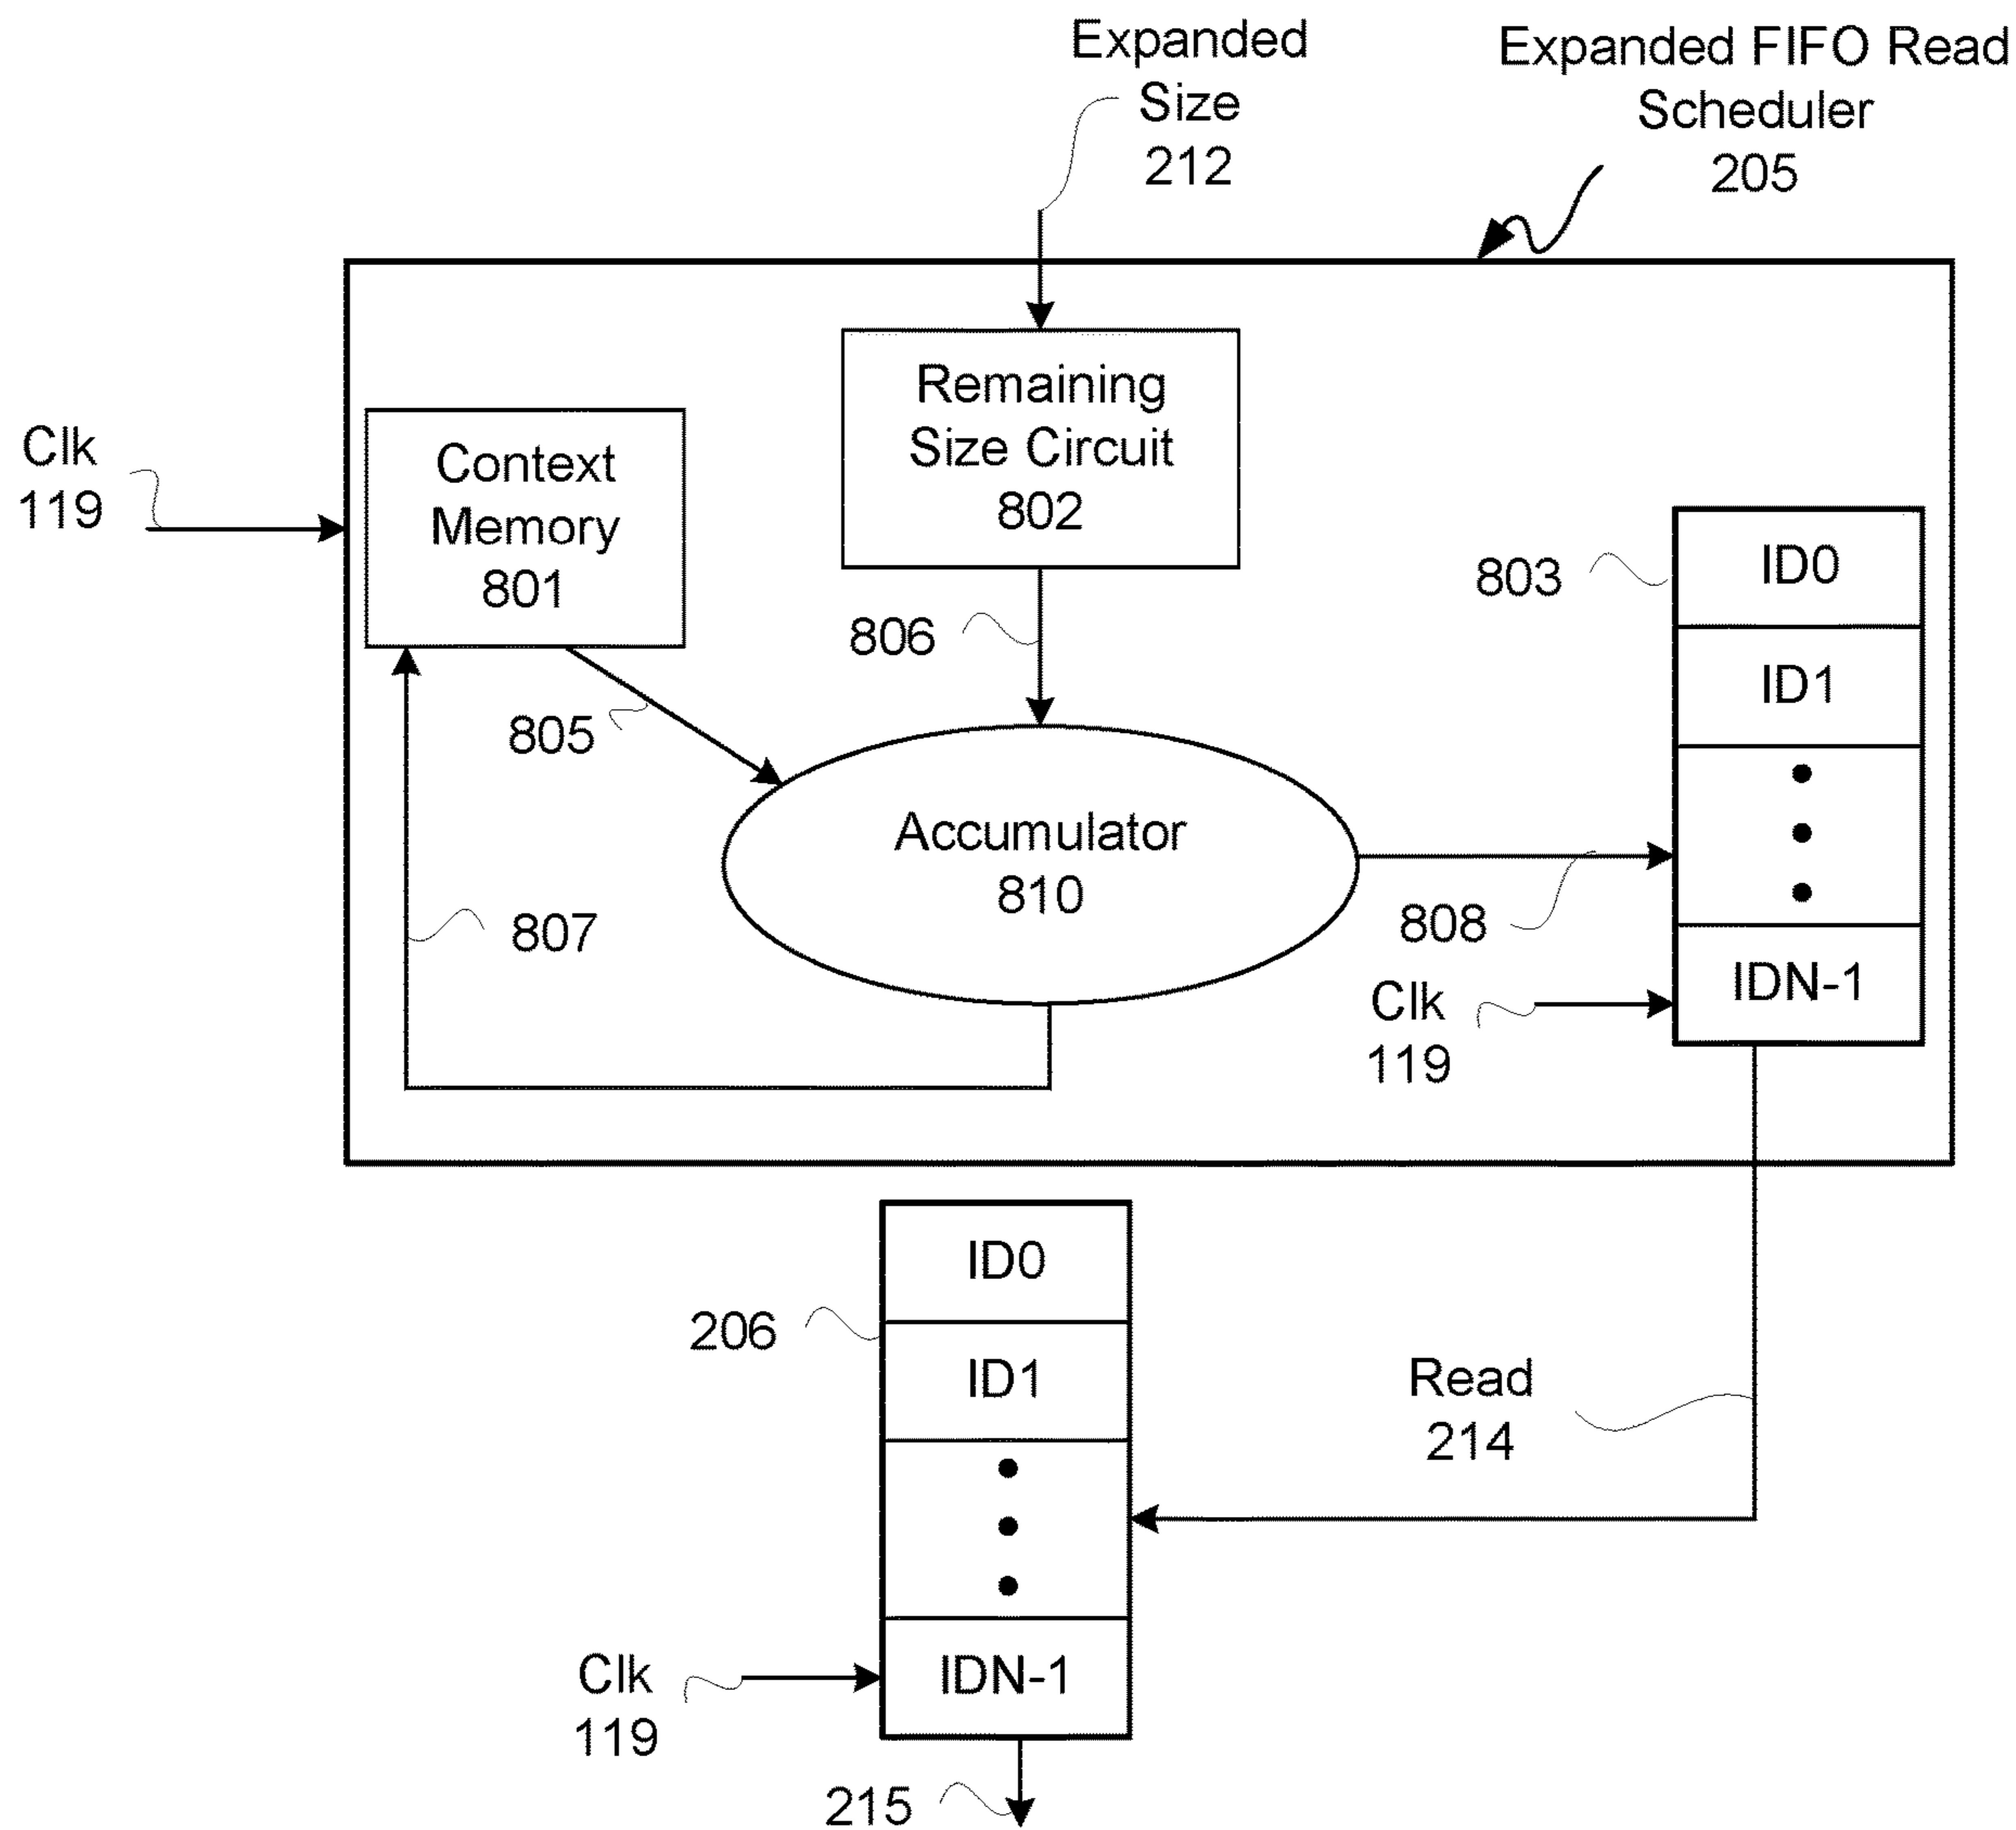 Expanded
Size
212
Expanded FIFO Read
Scheduler
205
Clk
119
Context
Memory
801
Remaining
Size Circuit
802
803
ID0
ID1
IDN-1
806
805
Accumulator
810
807
808
Clk
119
206
ID0
ID1
IDN-1
Read
214
Clk
119
215